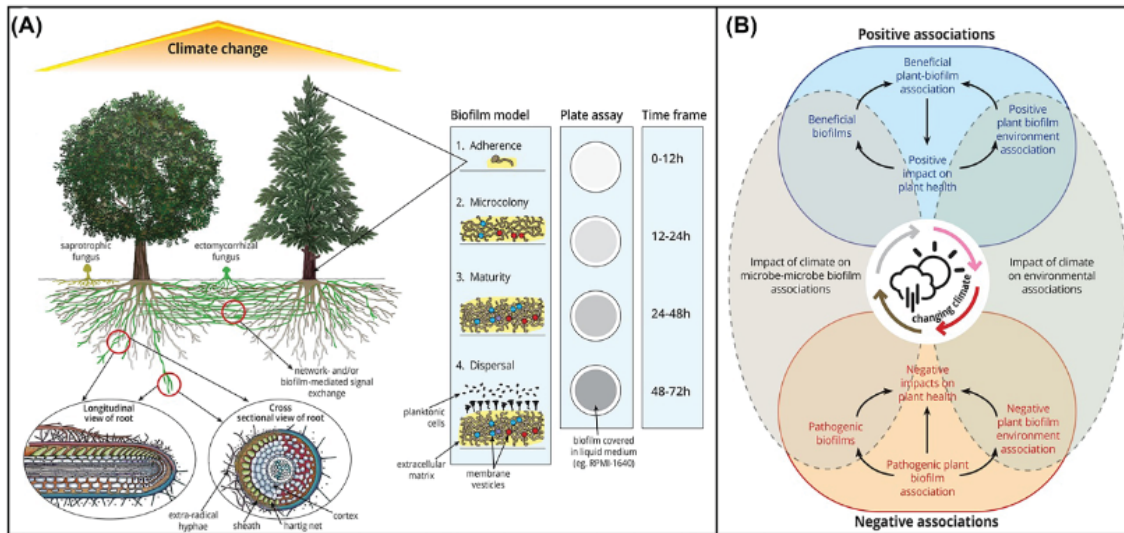 (A)
Climate change
saprotrophic
fungus
ectomycorrhizal
fungus
network- and/or
biofilm-mediated signal
exchange
Longitudinal
view of root
Cross
sectional view of root
extra-radical
hyphae
sheath
hartig net
cortex
Biofilm model
Plate assay
Time frame
1. Adherence
0-12h
2. Microcolony
12-24h
3. Maturity
24-48h
4. Dispersal
48-72h
planktonic
cells
extracellular
matrix
membrane
vesicles
biofilm covered
in liquid medium
(eg. RPMI-1640)
(B)
Positive associations
Beneficial
plant-biofilm
association
Beneficial
biofilms
Positive
plant biofilm
environment
association
Positive
impact on
plant health
Impact of climate on
microbe-microbe biofilm
associations
changing climate
Impact of climate
on environmental
associations
Negative
impacts on
plant health
Pathogenic
biofilms
Negative
plant biofilm
environment
association
Pathogenic plant
biofilm
association
Negative associations